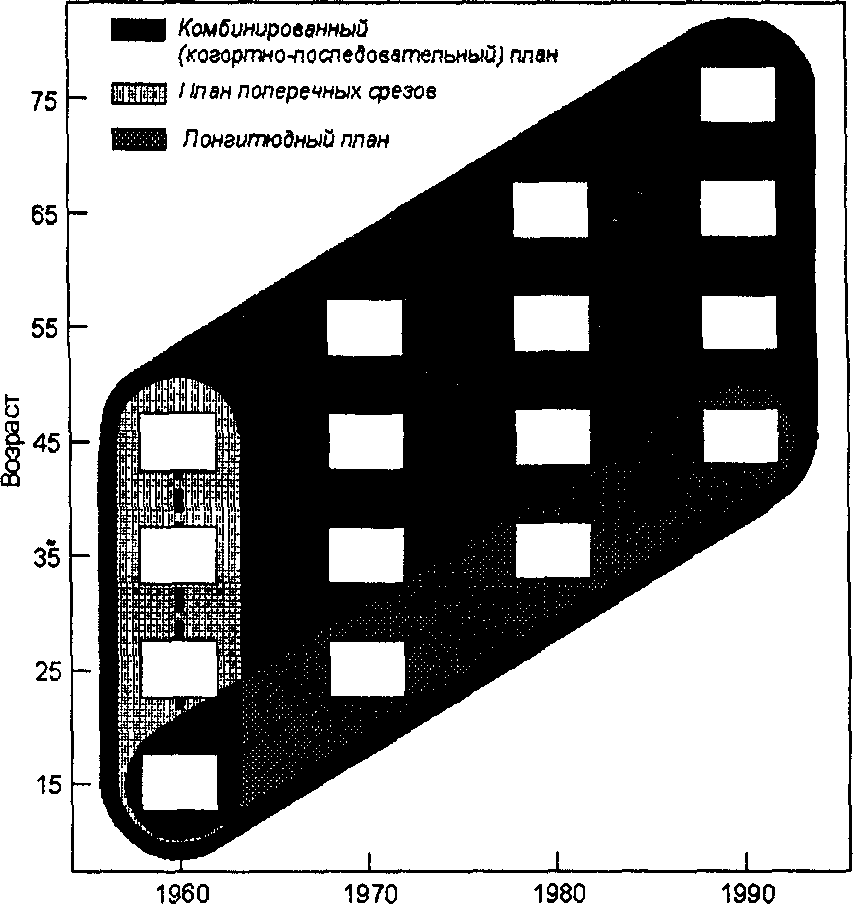 Комбинированный
(когортно-последовательный) план
План поперечных срезов
Лонгитюдный план
75
65
55
45
35
25
15
Возраст
1960
1970
1980
1990